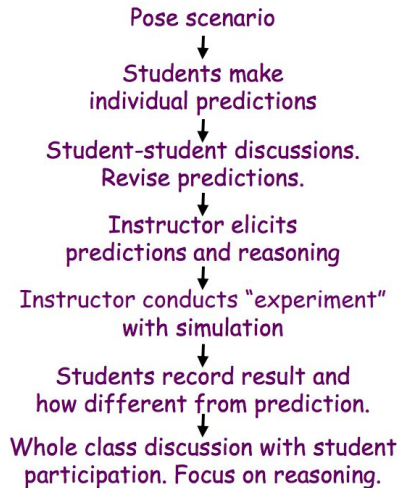 Pose scenario
Students make
individual predictions
Student-student discussions.
Revise predictions.
Instructor elicits
predictions and reasoning
Instructor conducts “experiment”
with simulation
Students record result and
how different from prediction.
Whole class discussion with student
participation. Focus on reasoning.